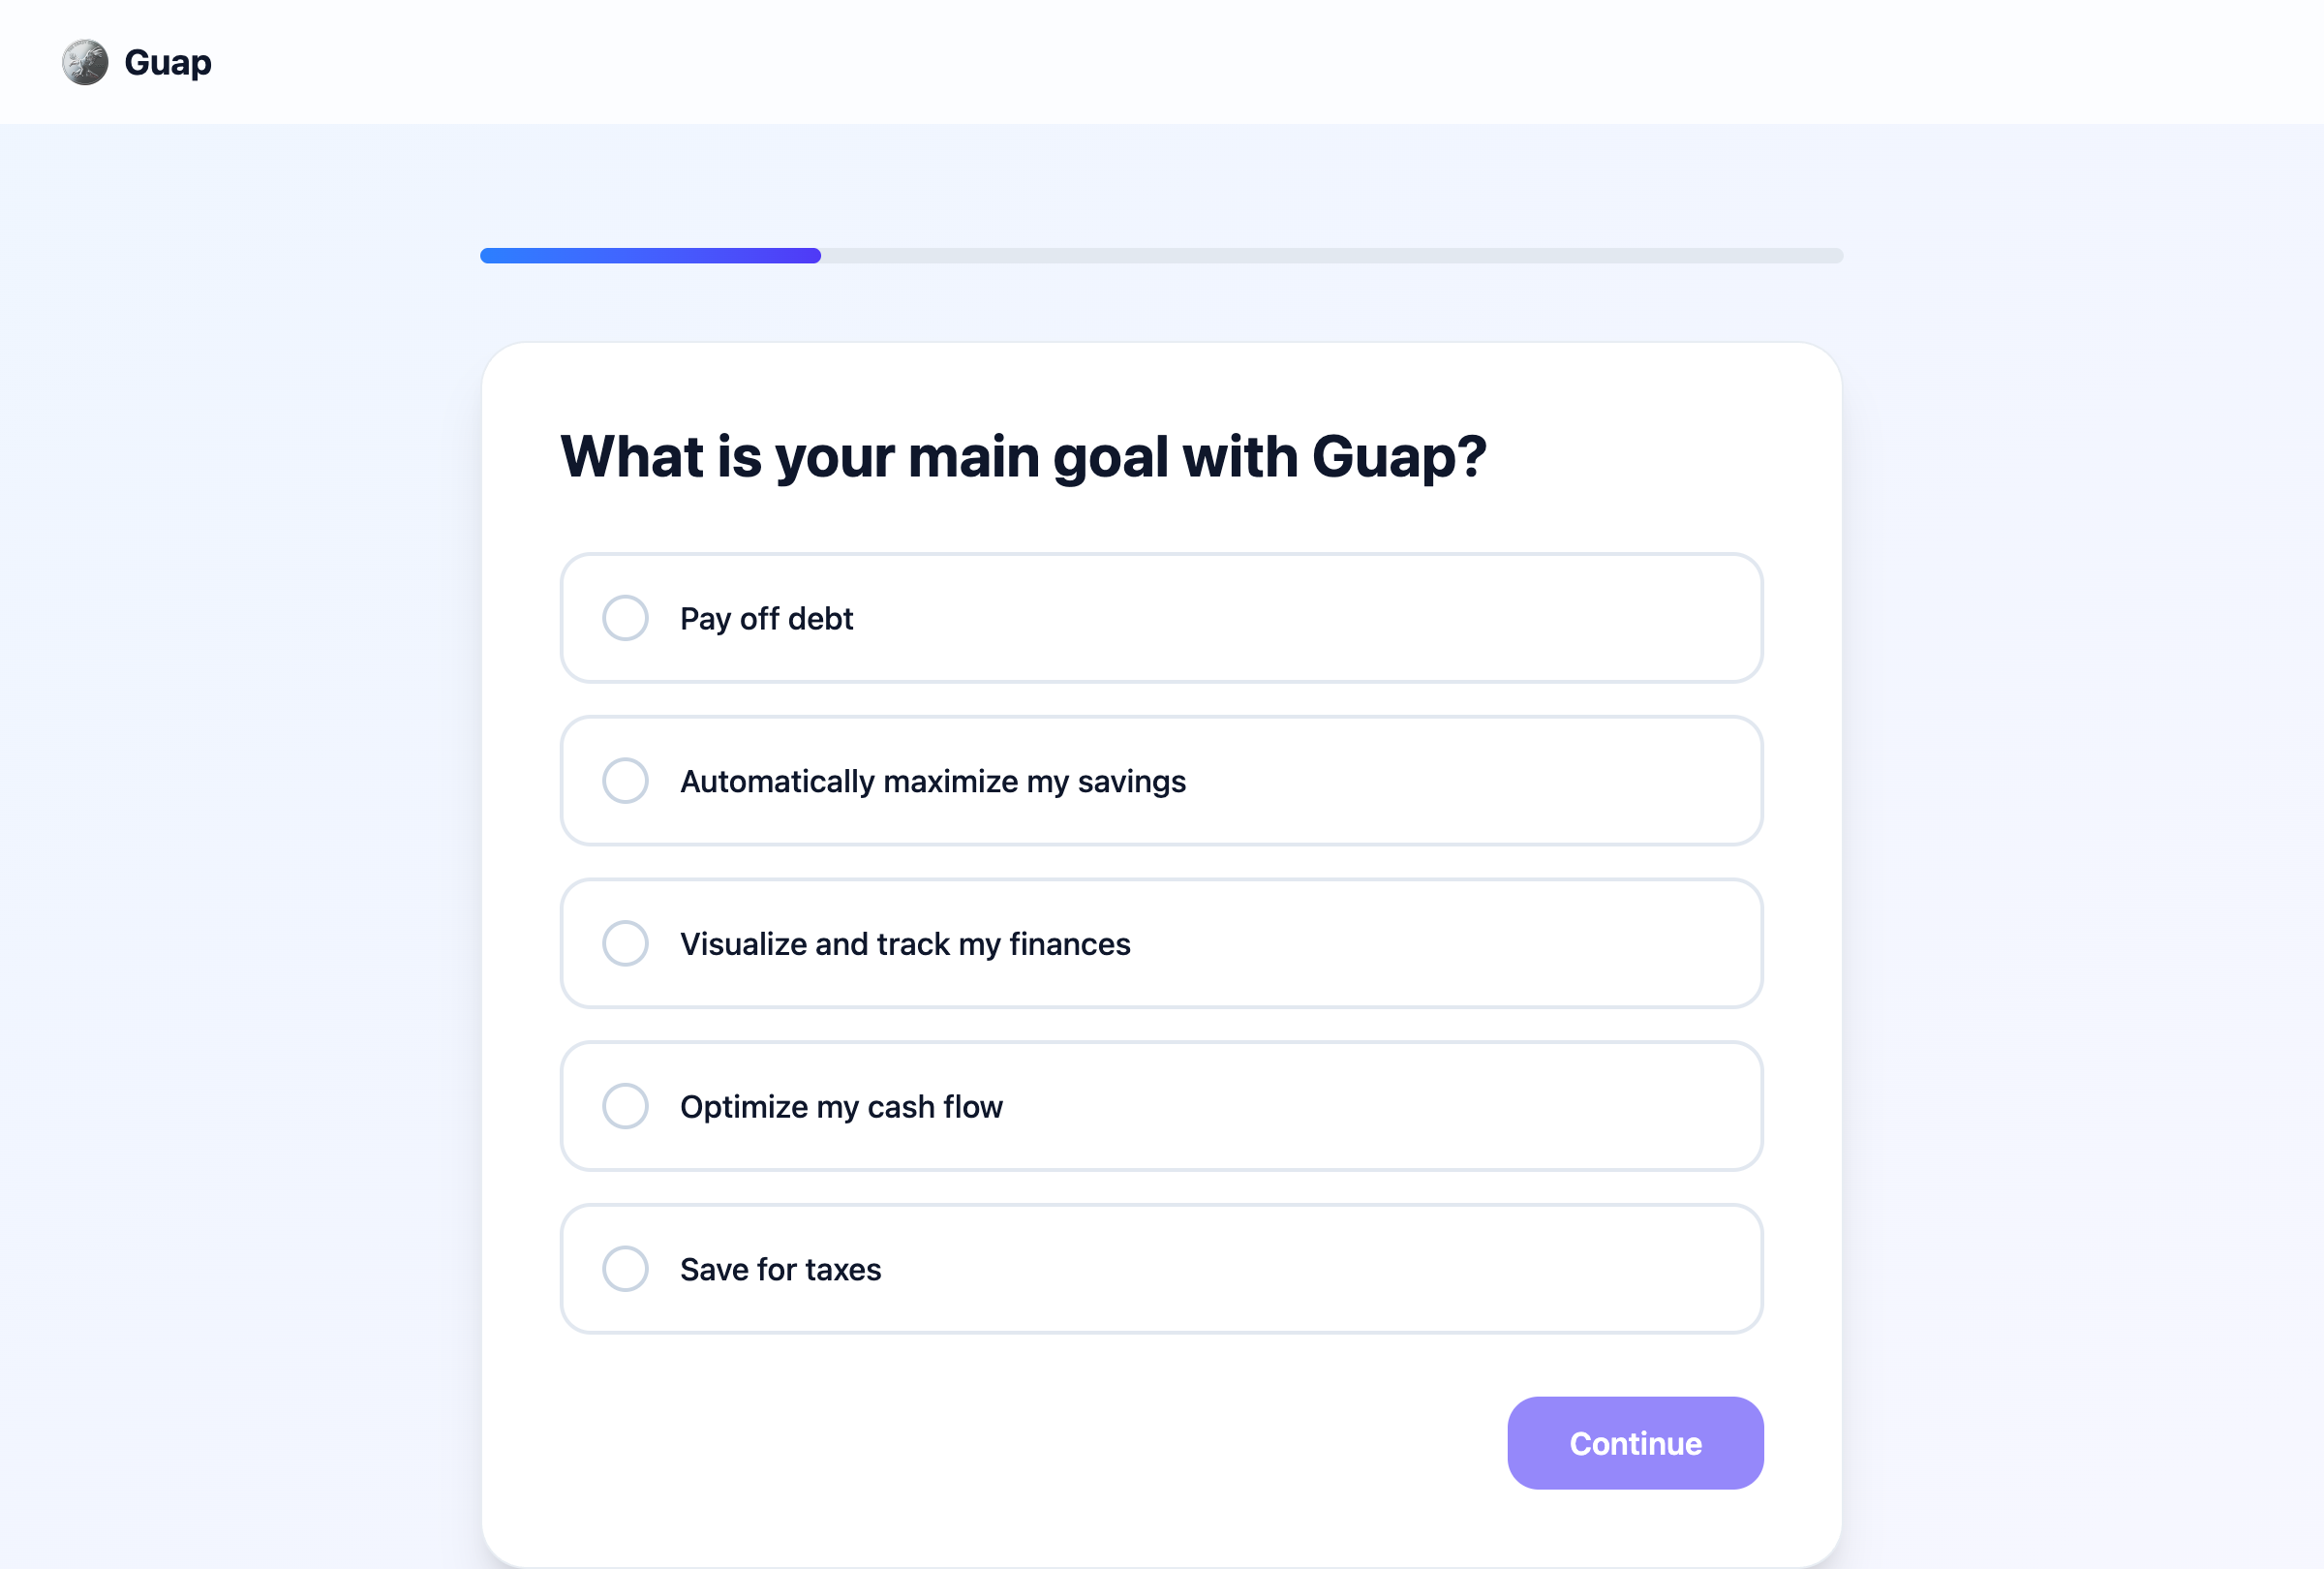 Guap
What is your main goal with Guap?
Pay off debt
Automatically maximize my savings
Visualize and track my finances
Optimize my cash flow
Save for taxes
Continue